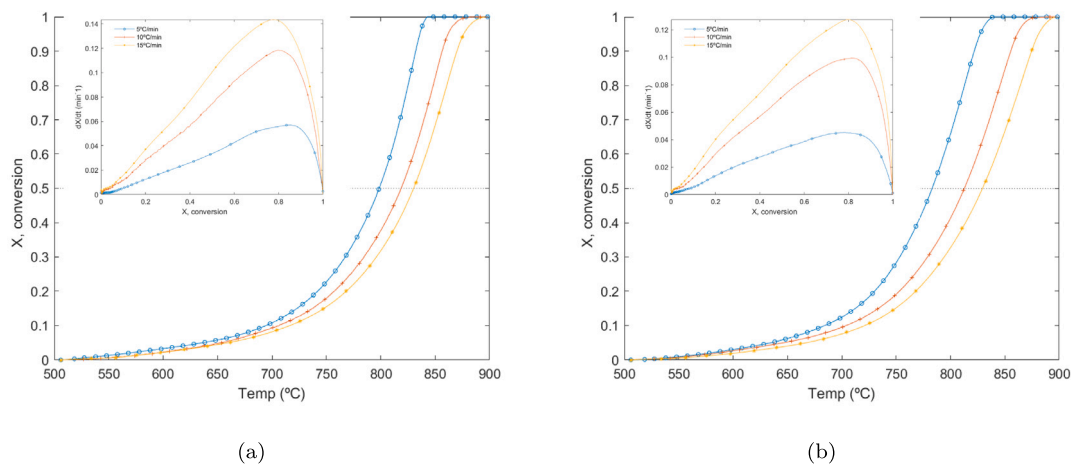 1
0.9
0.8
0.7
0.6
0.5
0.4
0.3
0.2
0.1
0
X, conversion
500 550 600 650 700 750 800 850 900
Temp (ºC)
0.14
0.12
0.1
0.08
0.06
0.04
0.02
0
dX/dt (min⁻1)
5ºC/min
10ºC/min
15ºC/min
0 0.2 0.4 0.6 0.8 1
X, conversion
(a)
1
0.9
0.8
0.7
0.6
0.5
0.4
0.3
0.2
0.1
0
X, conversion
500 550 600 650 700 750 800 850 900
Temp (ºC)
0.12
0.1
0.08
0.06
0.04
0.02
0
dX/dt (min⁻1)
5ºC/min
10ºC/min
15ºC/min
0 0.2 0.4 0.6 0.8 1
X, conversion
(b)